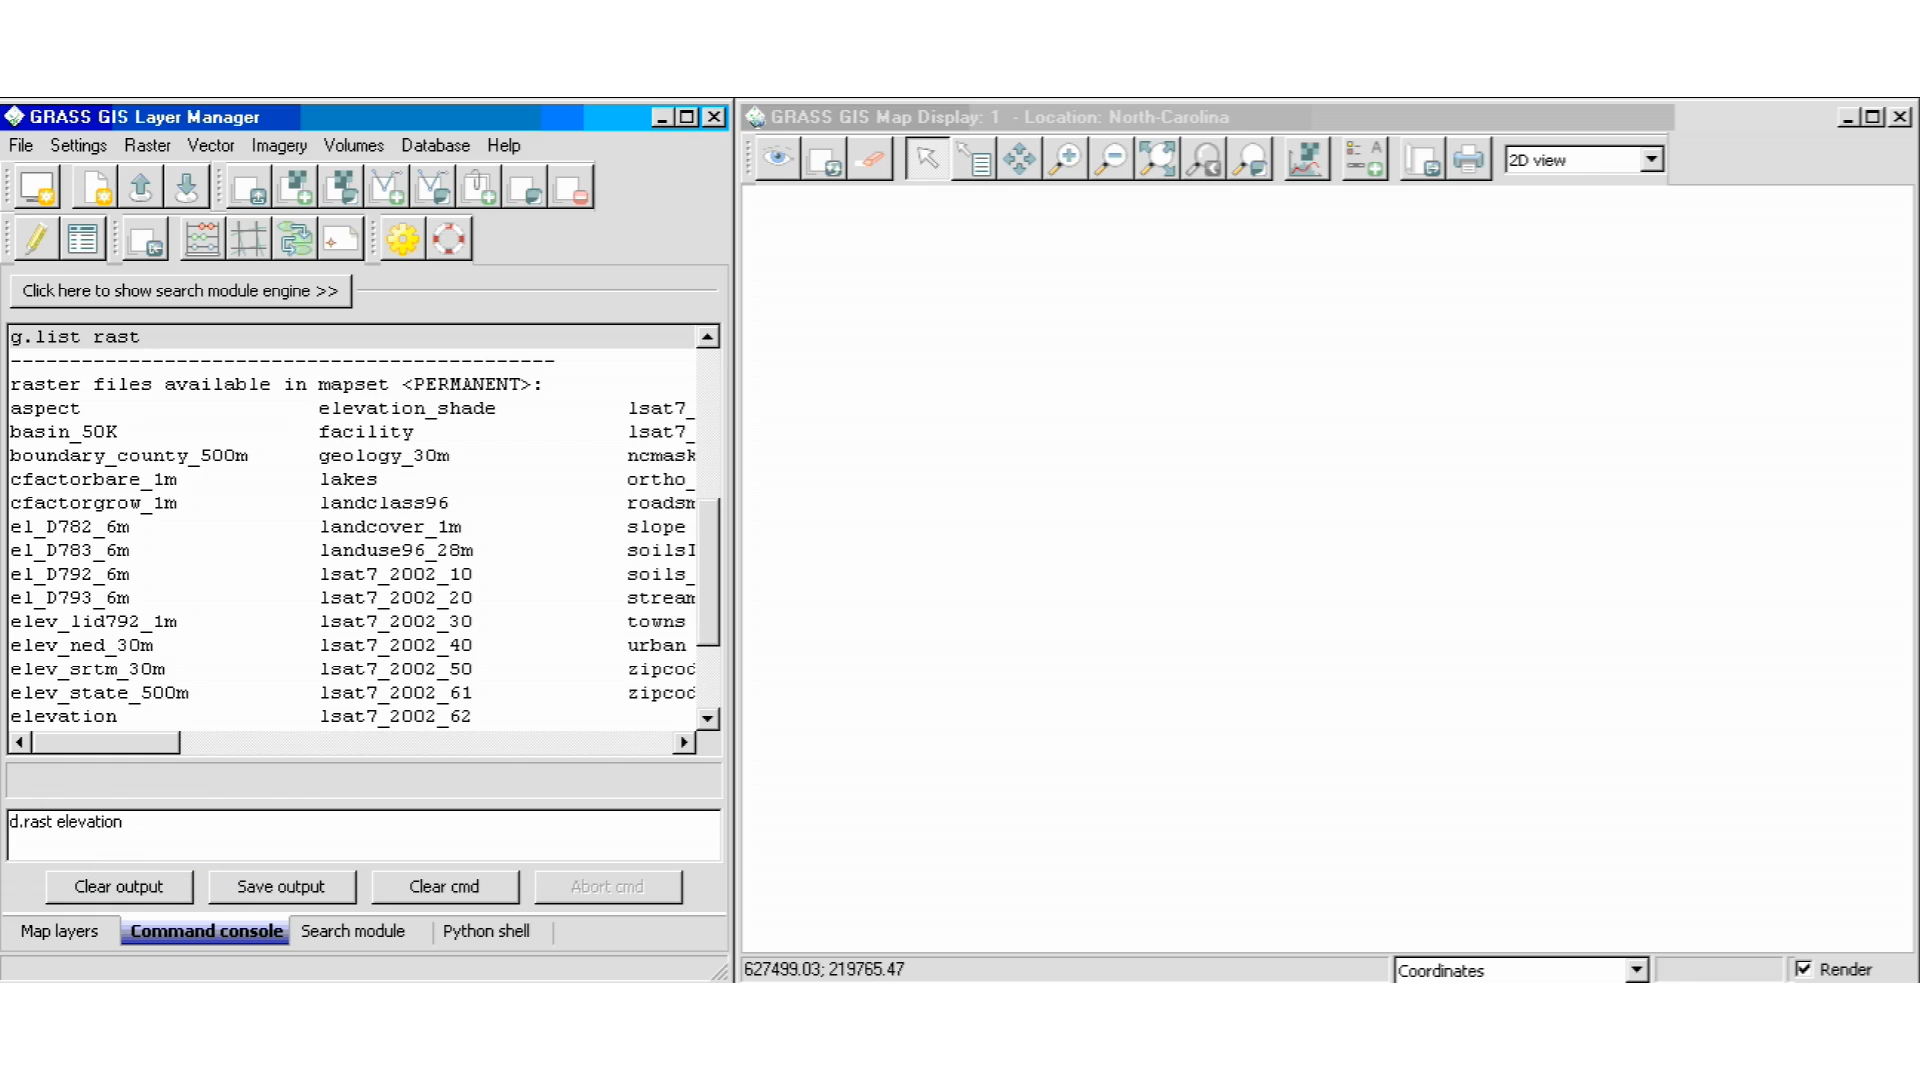 GRASS GIS Layer Manager
File Settings Raster Vector Imagery Volumes Database Help
Click here to show search module engine >>
g.list rast
----------------------------------------------
raster files available in mapset <PERMANENT>:
aspect elevation_shade lsat7_
basin_50K facility lsat7_
boundary_county_500m geology_30m ncmask
cfactorbare_1m lakes ortho_
cfactorgrow_1m landclass96 roadsm
el_D782_6m landcover_1m slope
el_D783_6m landuse96_28m soilsI
el_D792_6m lsat7_2002_10 soils_
el_D793_6m lsat7_2002_20 stream
elev_lid792_1m lsat7_2002_30 towns
elev_ned_30m lsat7_2002_40 urban
elev_srtm_30m lsat7_2002_50 zipcod
elev_state_500m lsat7_2002_61 zipcod
elevation lsat7_2002_62
d.rast elevation
Clear output Save output Clear cmd Abort cmd
Map layers Command console Search module Python shell
GRASS GIS Map Display: 1 - Location: North-Carolina
2D view
627499.03; 219765.47
Coordinates
Render